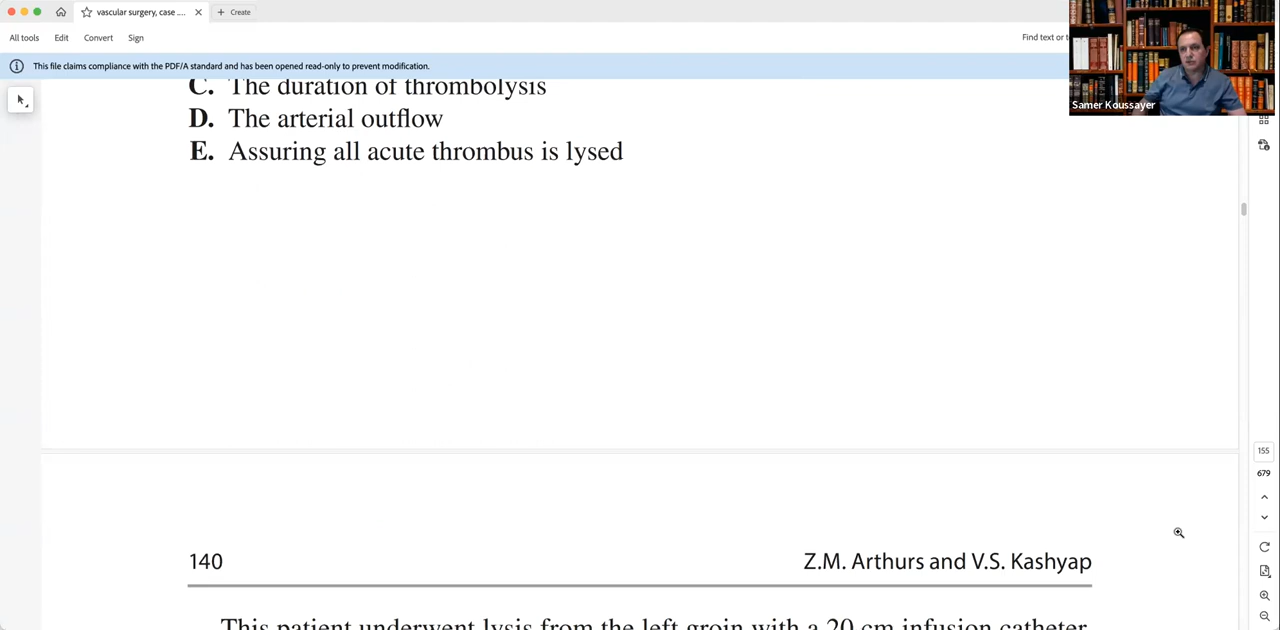 vascular surgery, case ....
Create
All tools
Edit
Convert
Sign
Find text or
This file claims compliance with the PDF/A standard and has been opened read-only to prevent modification.
Samer Koussayer
C. The duration of thrombolysis
D. The arterial outflow
E. Assuring all acute thrombus is lysed
155
679
140
Z.M. Arthurs and V.S. Kashyap
This patient underwent lysis from the left groin with a 20 cm infusion catheter